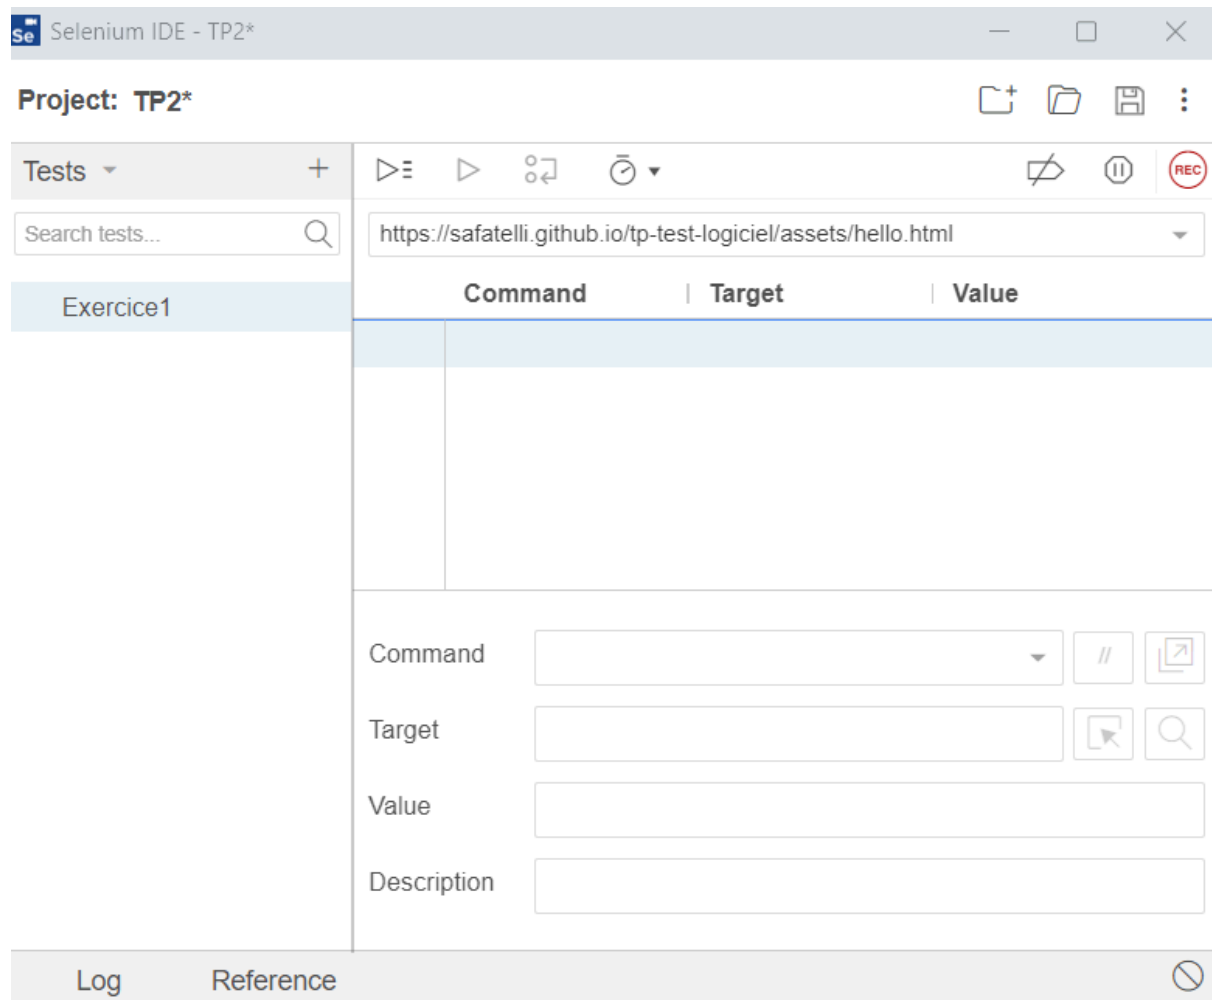 Se Selenium IDE - TP2*
Project: TP2*
Tests
REC
Search tests...
https://safatelli.github.io/tp-test-logiciel/assets/hello.html
Command Target Value
Exercice1
Command
//
Target
Value
Description
Log Reference